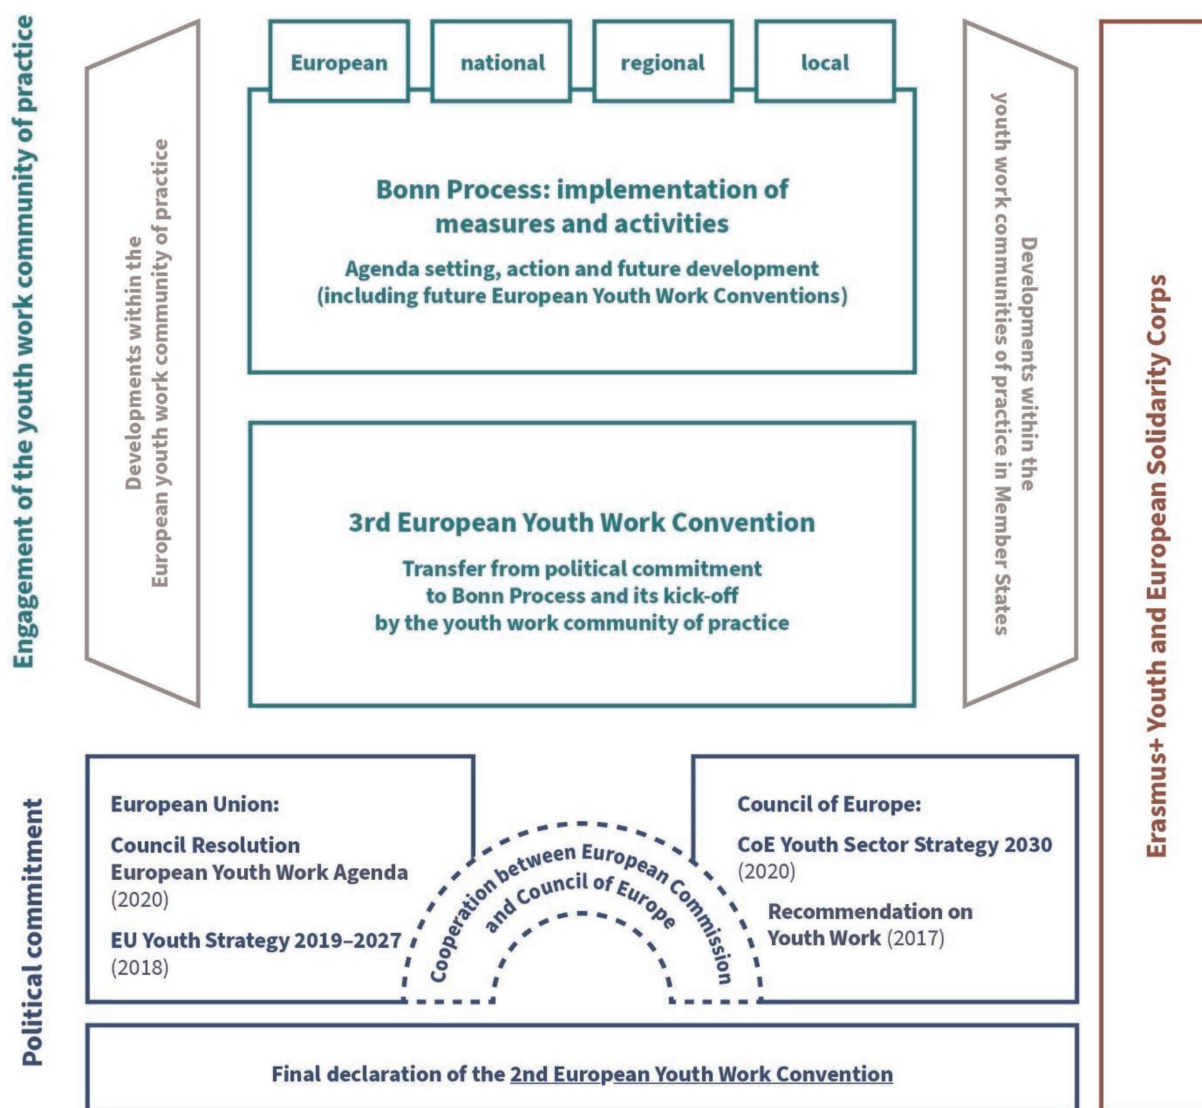 Engagement of the youth work community of practice
Developments within the
European youth work community of practice
European
national
regional
local
Bonn Process: implementation of
measures and activities
Agenda setting, action and future development
(including future European Youth Work Conventions)
3rd European Youth Work Convention
Transfer from political commitment
to Bonn Process and its kick-off
by the youth work community of practice
Developments within the
youth work communities of practice in Member States
Erasmus+ Youth and European Solidarity Corps
Political commitment
European Union:
Council Resolution
European Youth Work Agenda
(2020)
EU Youth Strategy 2019–2027
(2018)
Cooperation between European Commission
and Council of Europe
Council of Europe:
CoE Youth Sector Strategy 2030
(2020)
Recommendation on
Youth Work (2017)
Final declaration of the 2nd European Youth Work Convention